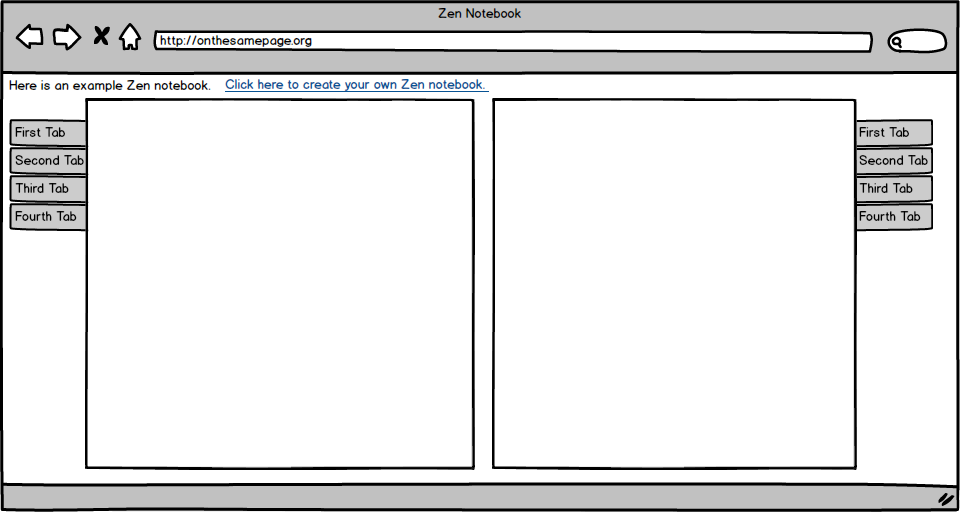 Zen Notebook
http://onthesamepage.org
Here is an example Zen notebook. Click here to create your own Zen notebook.
First Tab
Second Tab
Third Tab
Fourth Tab
First Tab
Second Tab
Third Tab
Fourth Tab